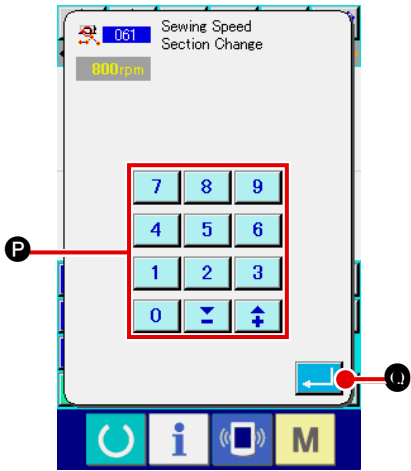 061 Sewing Speed
Section Change
800rpm
7 8 9
P
4 5 6
1 2 3
0
Q
i M